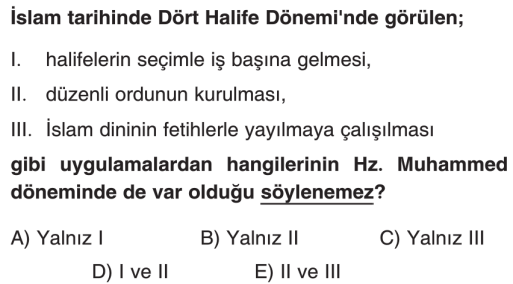 İslam tarihinde Dört Halife Dönemi'nde görülen;
I. halifelerin seçimle iş başına gelmesi,
II. düzenli ordunun kurulması,
III. İslam dininin fetihlerle yayılmaya çalışılması
gibi uygulamalardan hangilerinin Hz. Muhammed
döneminde de var olduğu söylenemez?
A) Yalnız I B) Yalnız II C) Yalnız III
D) I ve II E) II ve III